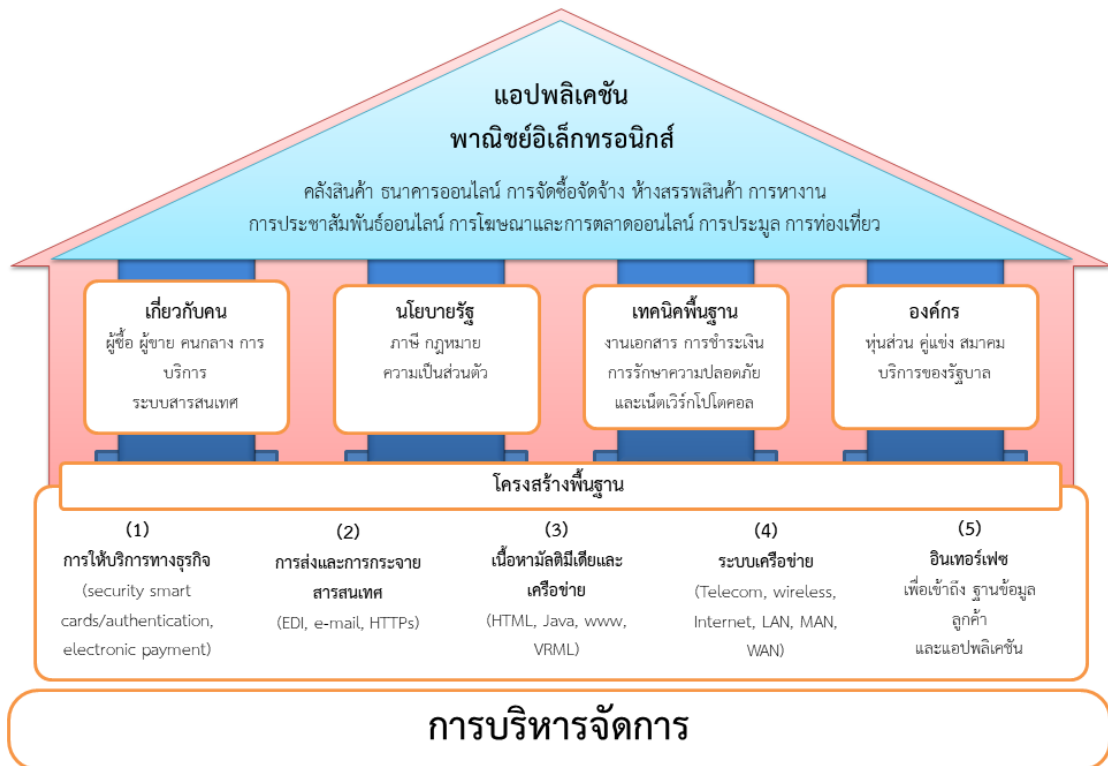 แอปพลิเคชัน
พาณิชย์อิเล็กทรอนิกส์
คลังสินค้า ธนาคารออนไลน์ การจัดซื้อจัดจ้าง ห้างสรรพสินค้า การหางาน
การประชาสัมพันธ์ออนไลน์ การโฆษณาและการตลาดออนไลน์ การประมูล การท่องเที่ยว
เกี่ยวกับคน
ผู้ซื้อ ผู้ขาย คนกลาง การ
บริการ
ระบบสารสนเทศ
นโยบายรัฐ
ภาษี กฎหมาย
ความเป็นส่วนตัว
เทคนิคพื้นฐาน
งานเอกสาร การชำระเงิน
การรักษาความปลอดภัย
และเน็ตเวิร์กโปโตคอล
องค์กร
หุ่นส่วน คู่แข่ง สมาคม
บริการของรัฐบาล
โครงสร้างพื้นฐาน
(1)
การให้บริการทางธุรกิจ
(security smart
cards/authentication,
electronic payment)
(2)
การส่งและการกระจาย
สารสนเทศ
(EDI, e-mail, HTTPs)
(3)
เนื้อหามัลติมีเดียและ
เครือข่าย
(HTML, Java, www,
VRML)
(4)
ระบบเครือข่าย
(Telecom, wireless,
Internet, LAN, MAN,
WAN)
(5)
อินเทอร์เฟซ
เพื่อเข้าถึง ฐานข้อมูล
ลูกค้า
และแอปพลิเคชัน
การบริหารจัดการ